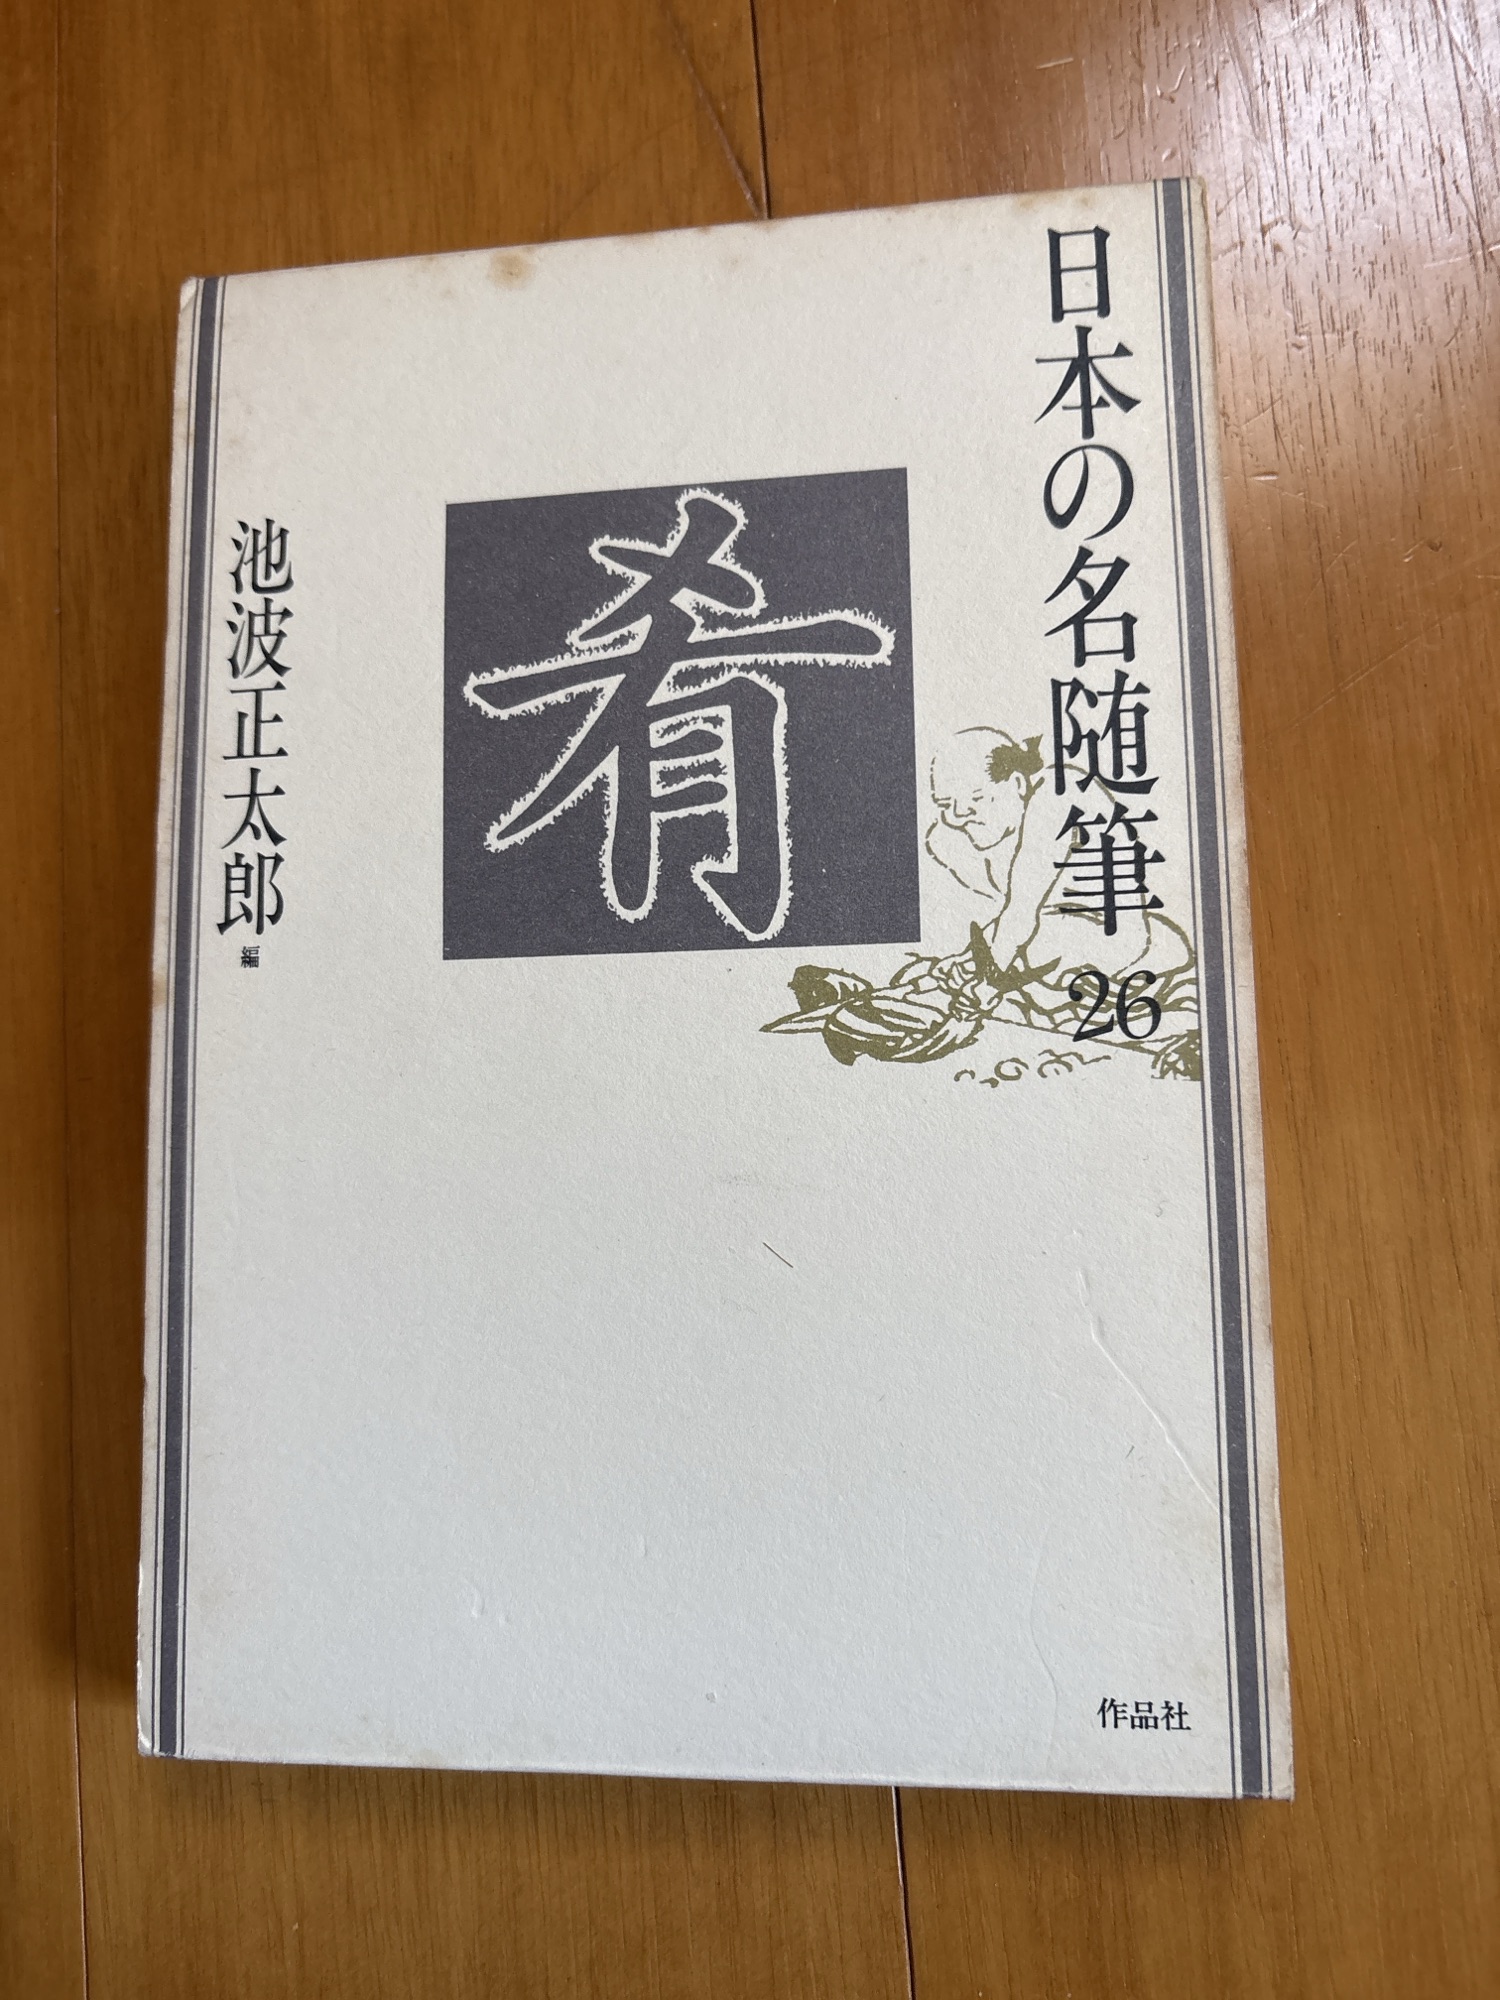 日本の名随筆 26
肴
池波正太郎 編
作品社